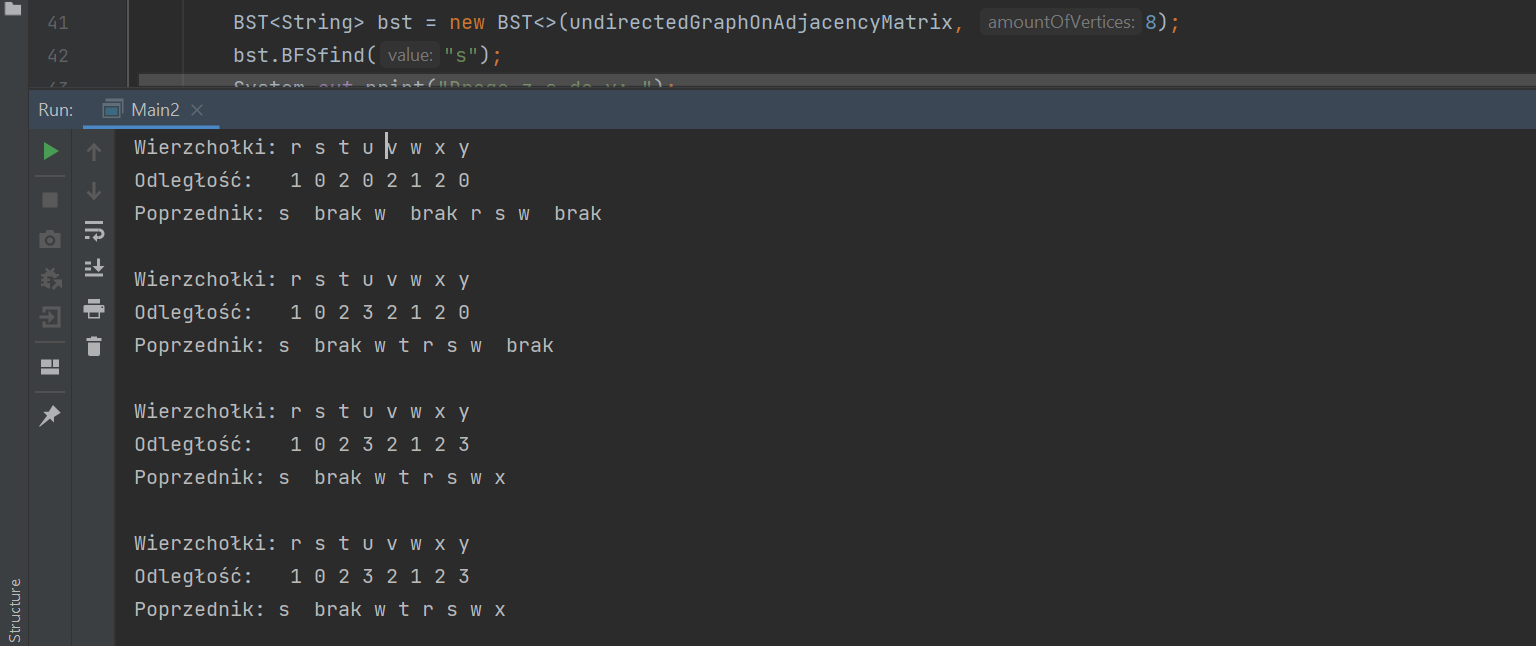 41 BST<String> bst = new BST<>(undirectedGraphOnAdjacencyMatrix, amountOfVertices: 8);
42 bst.BFSfind( value: "s");
Run: Main2
Wierzchołki: r s t u v w x y
Odległość:   1 0 2 0 2 1 2 0
Poprzednik: s  brak w  brak r s w  brak
Wierzchołki: r s t u v w x y
Odległość:   1 0 2 3 2 1 2 0
Poprzednik: s  brak w t r s w  brak
Wierzchołki: r s t u v w x y
Odległość:   1 0 2 3 2 1 2 3
Poprzednik: s  brak w t r s w x
Wierzchołki: r s t u v w x y
Odległość:   1 0 2 3 2 1 2 3
Poprzednik: s  brak w t r s w x
Structure